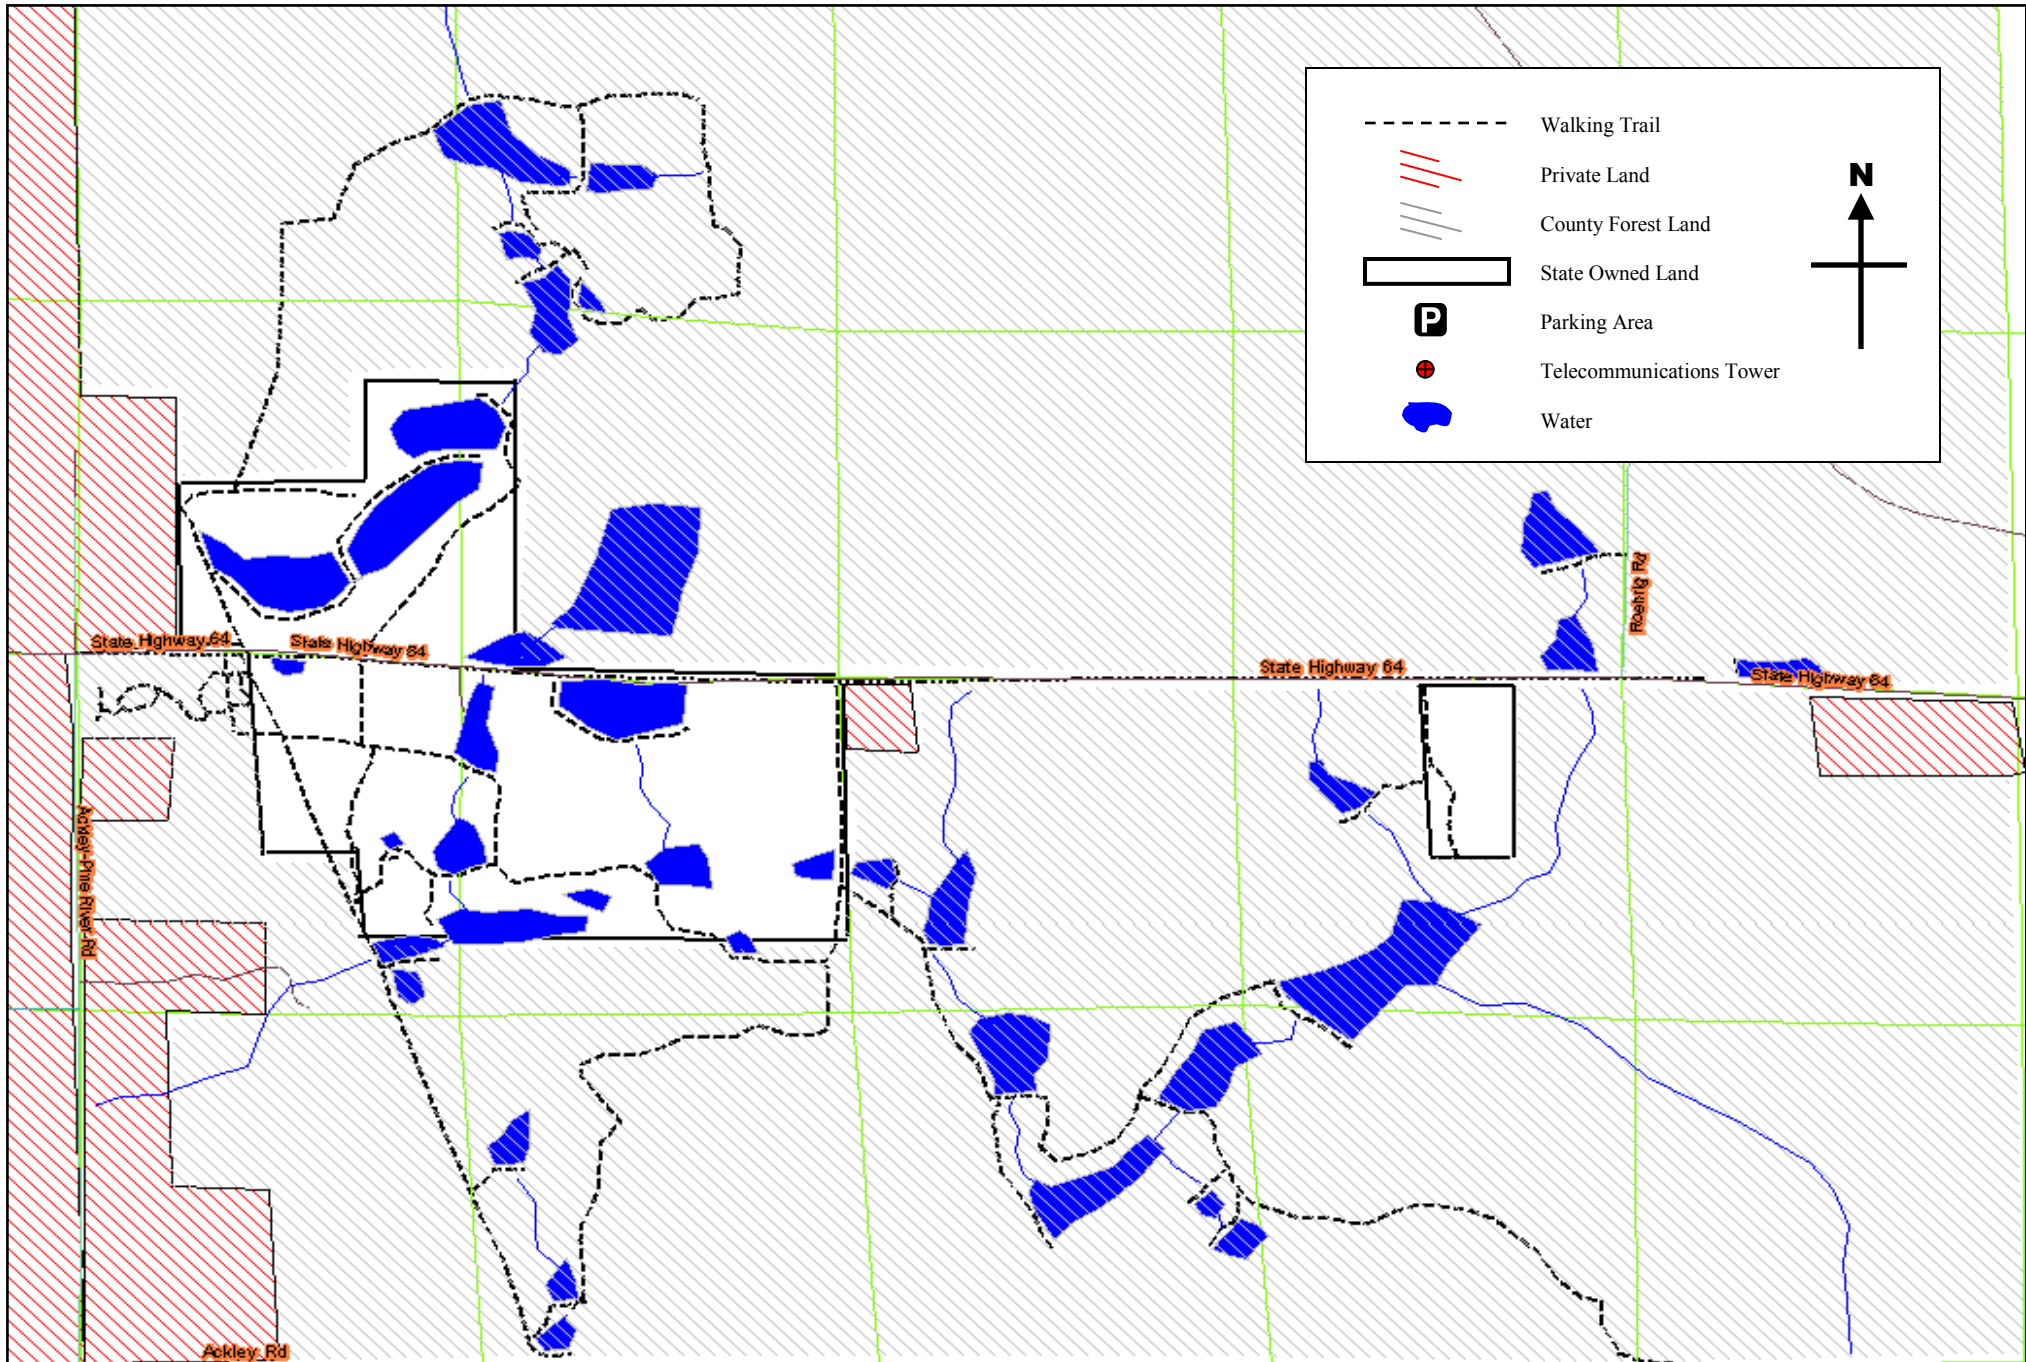 Walking Trail
Private Land
County Forest Land
State Owned Land
P
Parking Area
Telecommunications Tower
Water
N
Roehrig Rd
State Highway 64
State Highway 64
State Highway 64
State Highway 64
Ackley-Pine River Rd
Ackley Rd